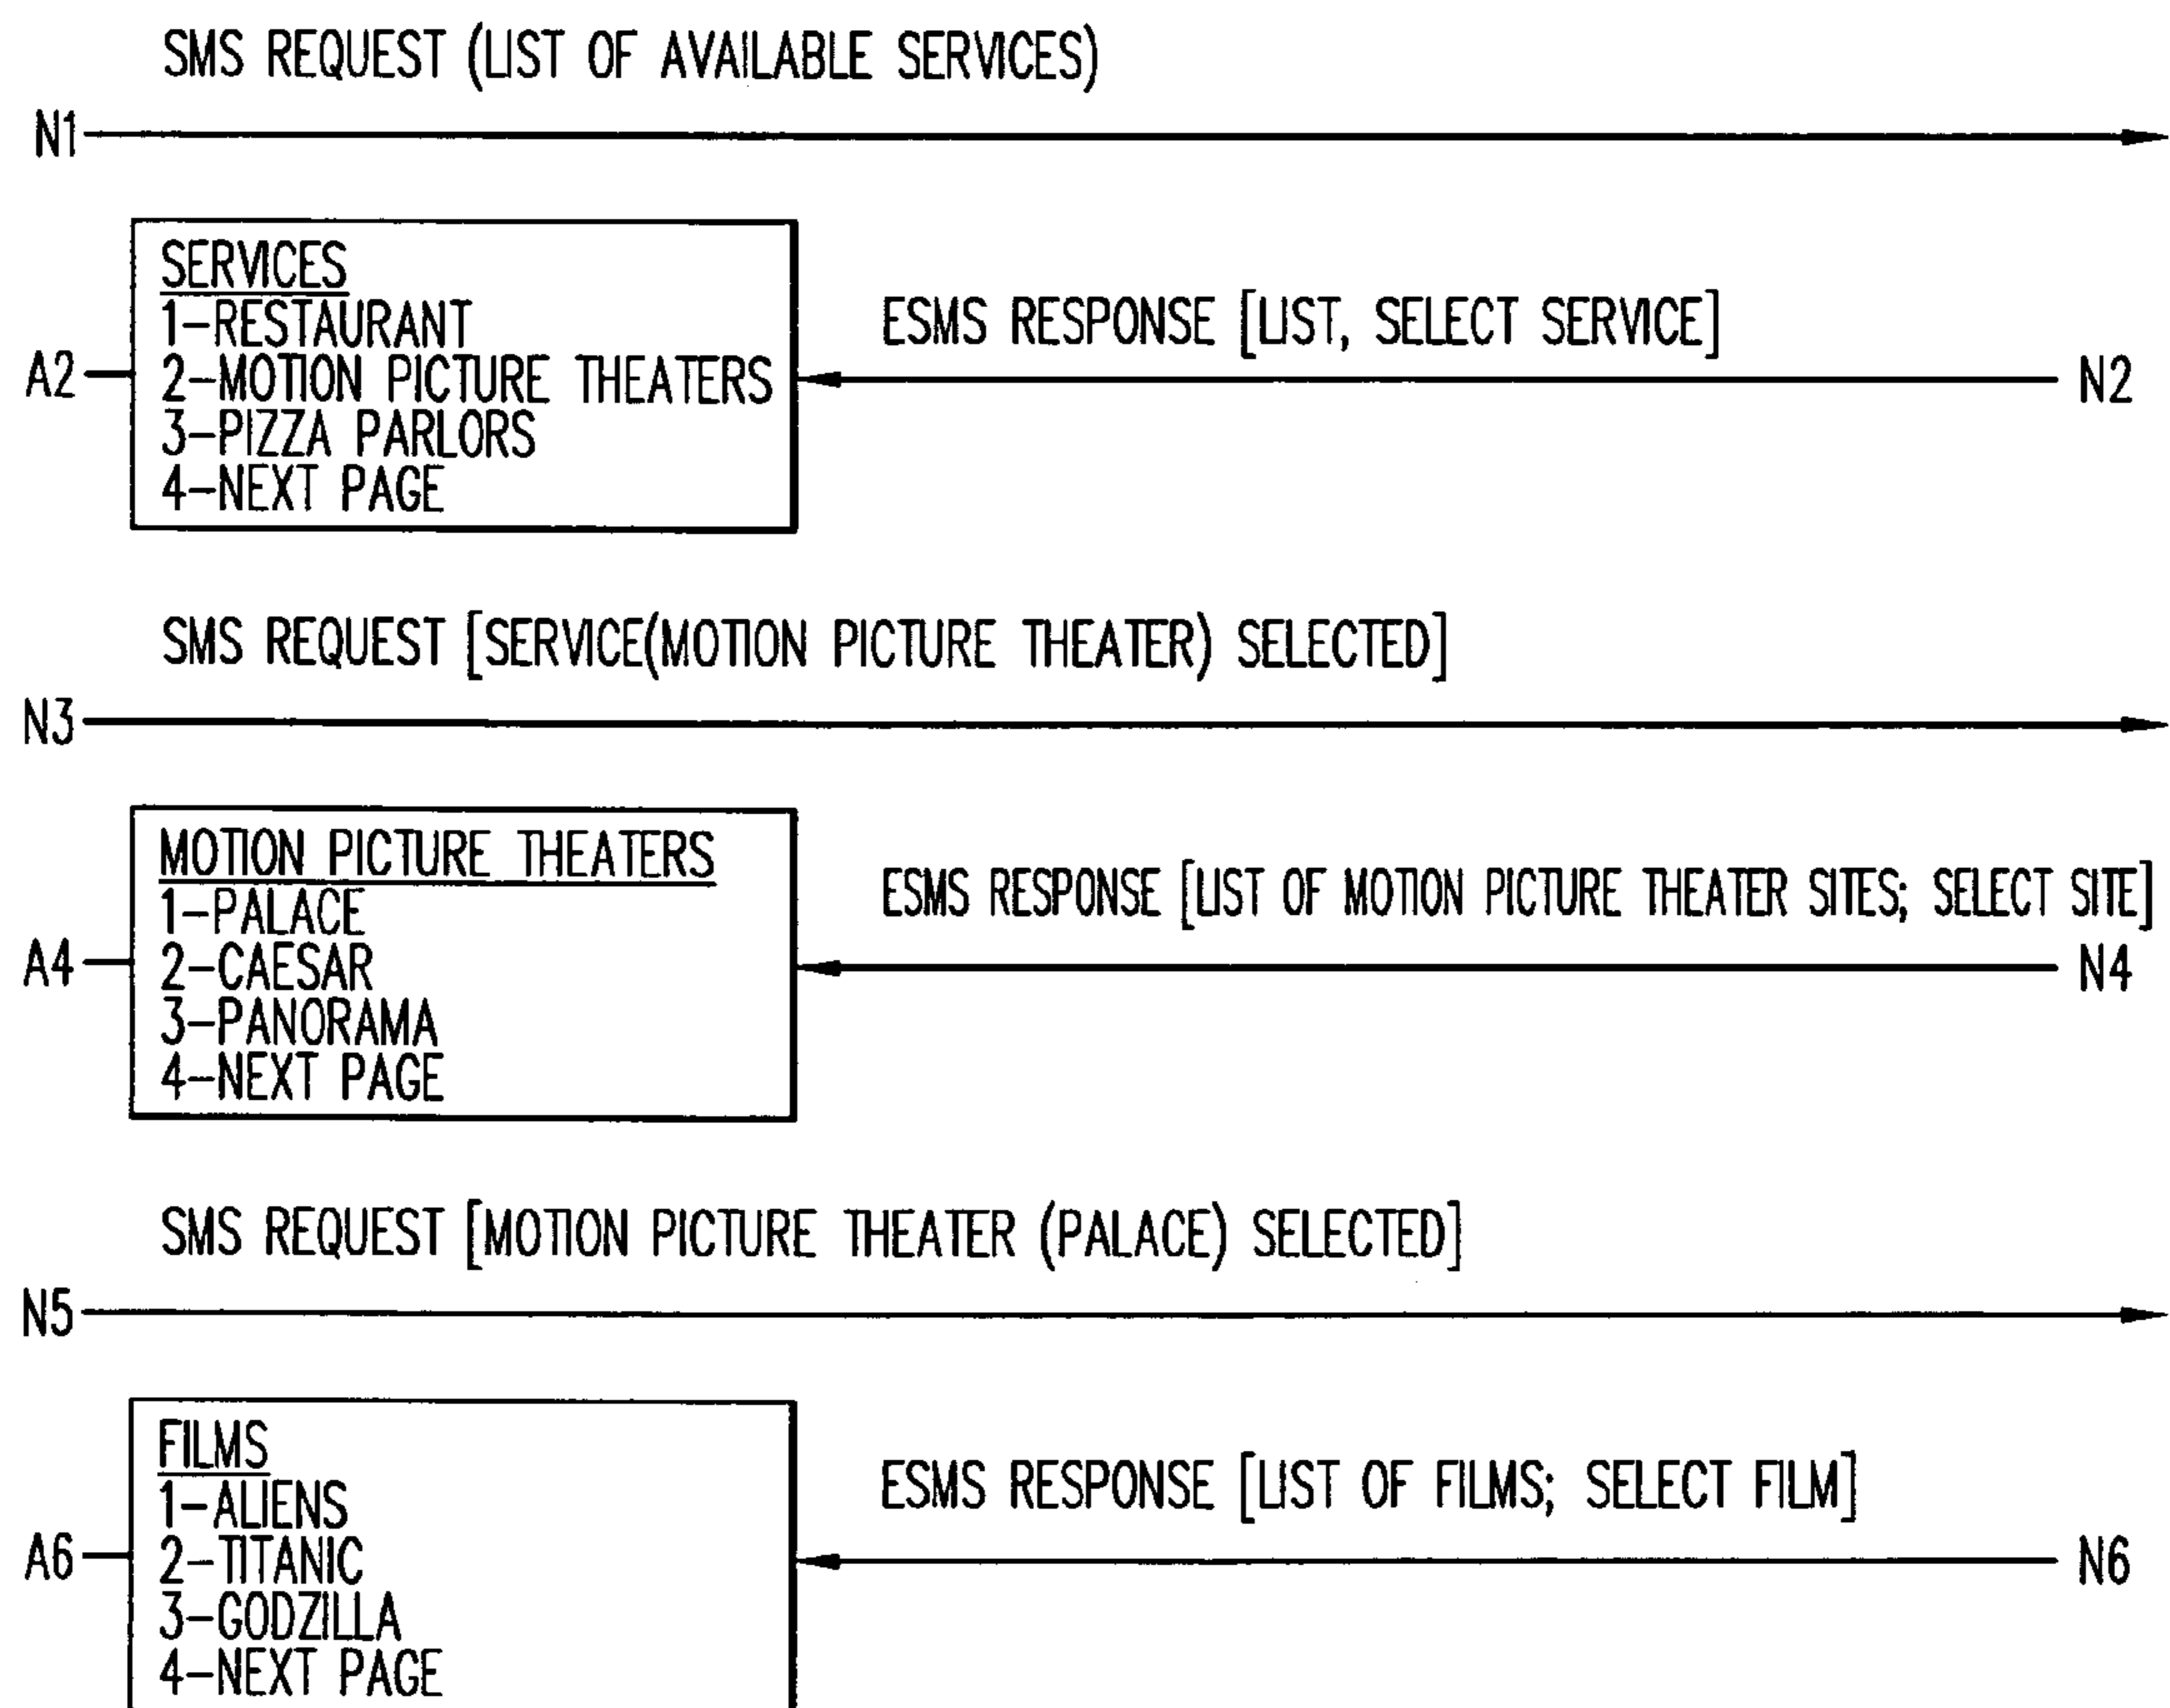 SMS REQUEST (LIST OF AVAILABLE SERVICES)
N1
SERVICES
1-RESTAURANT
2-MOTION PICTURE THEATERS
3-PIZZA PARLORS
4-NEXT PAGE
A2
ESMS RESPONSE [LIST, SELECT SERVICE]
N2
SMS REQUEST [SERVICE(MOTION PICTURE THEATER) SELECTED]
N3
MOTION PICTURE THEATERS
1-PALACE
2-CAESAR
3-PANORAMA
4-NEXT PAGE
A4
ESMS RESPONSE [LIST OF MOTION PICTURE THEATER SITES; SELECT SITE]
N4
SMS REQUEST [MOTION PICTURE THEATER (PALACE) SELECTED]
N5
FILMS
1-ALIENS
2-TITANIC
3-GODZILLA
4-NEXT PAGE
A6
ESMS RESPONSE [LIST OF FILMS; SELECT FILM]
N6